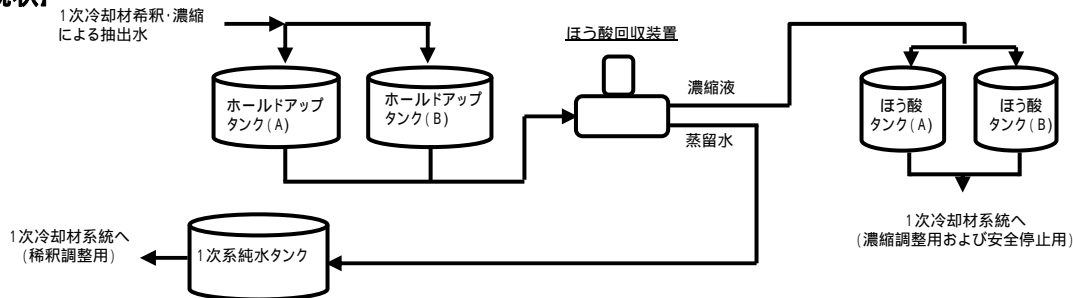 1次冷却材希釈・濃縮
による抽出水
ほう酸回収装置
ホールドアップ
タンク(A)
ホールドアップ
タンク(B)
濃縮液
蒸留水
ほう酸
タンク(A)
ほう酸
タンク(B)
1次冷却材系統へ
(濃縮調整用および安全停止用)
1次冷却材系統へ
(稀釈調整用)
1次系純水タンク